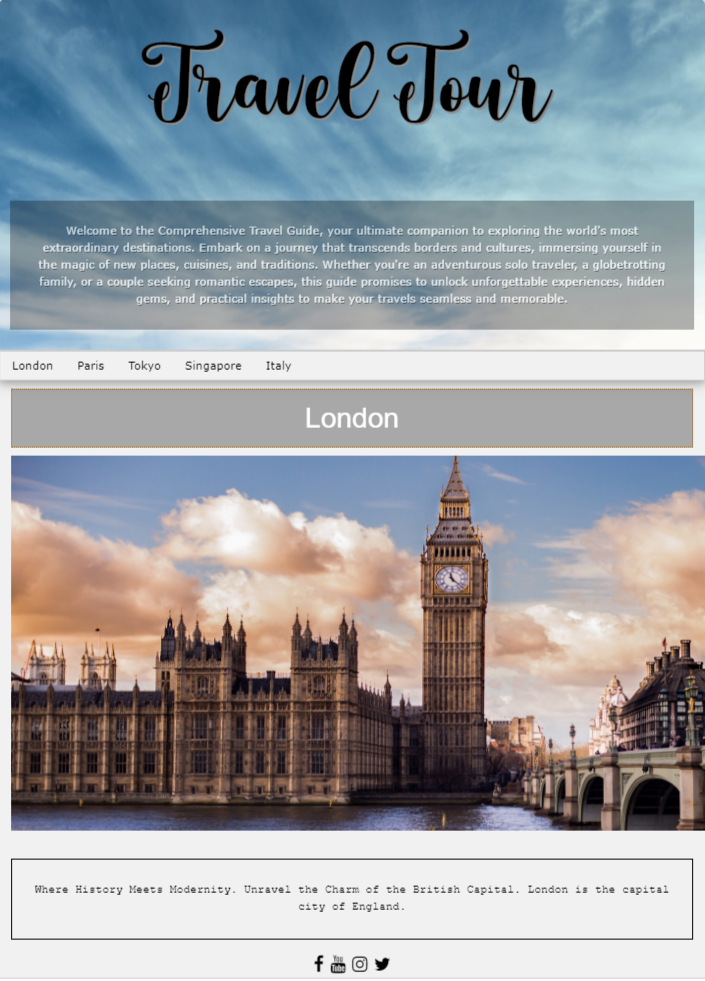 Travel Tour
Welcome to the Comprehensive Travel Guide, your ultimate companion to exploring the world's most
extraordinary destinations. Embark on a journey that transcends borders and cultures, immersing yourself in
the magic of new places, cuisines, and traditions. Whether you're an adventurous solo traveler, a globetrotting
family, or a couple seeking romantic escapes, this guide promises to unlock unforgettable experiences, hidden
gems, and practical insights to make your travels seamless and memorable.
London Paris Tokyo Singapore Italy
London
Where History Meets Modernity. Unravel the Charm of the British Capital. London is the capital
city of England.
You
Tube